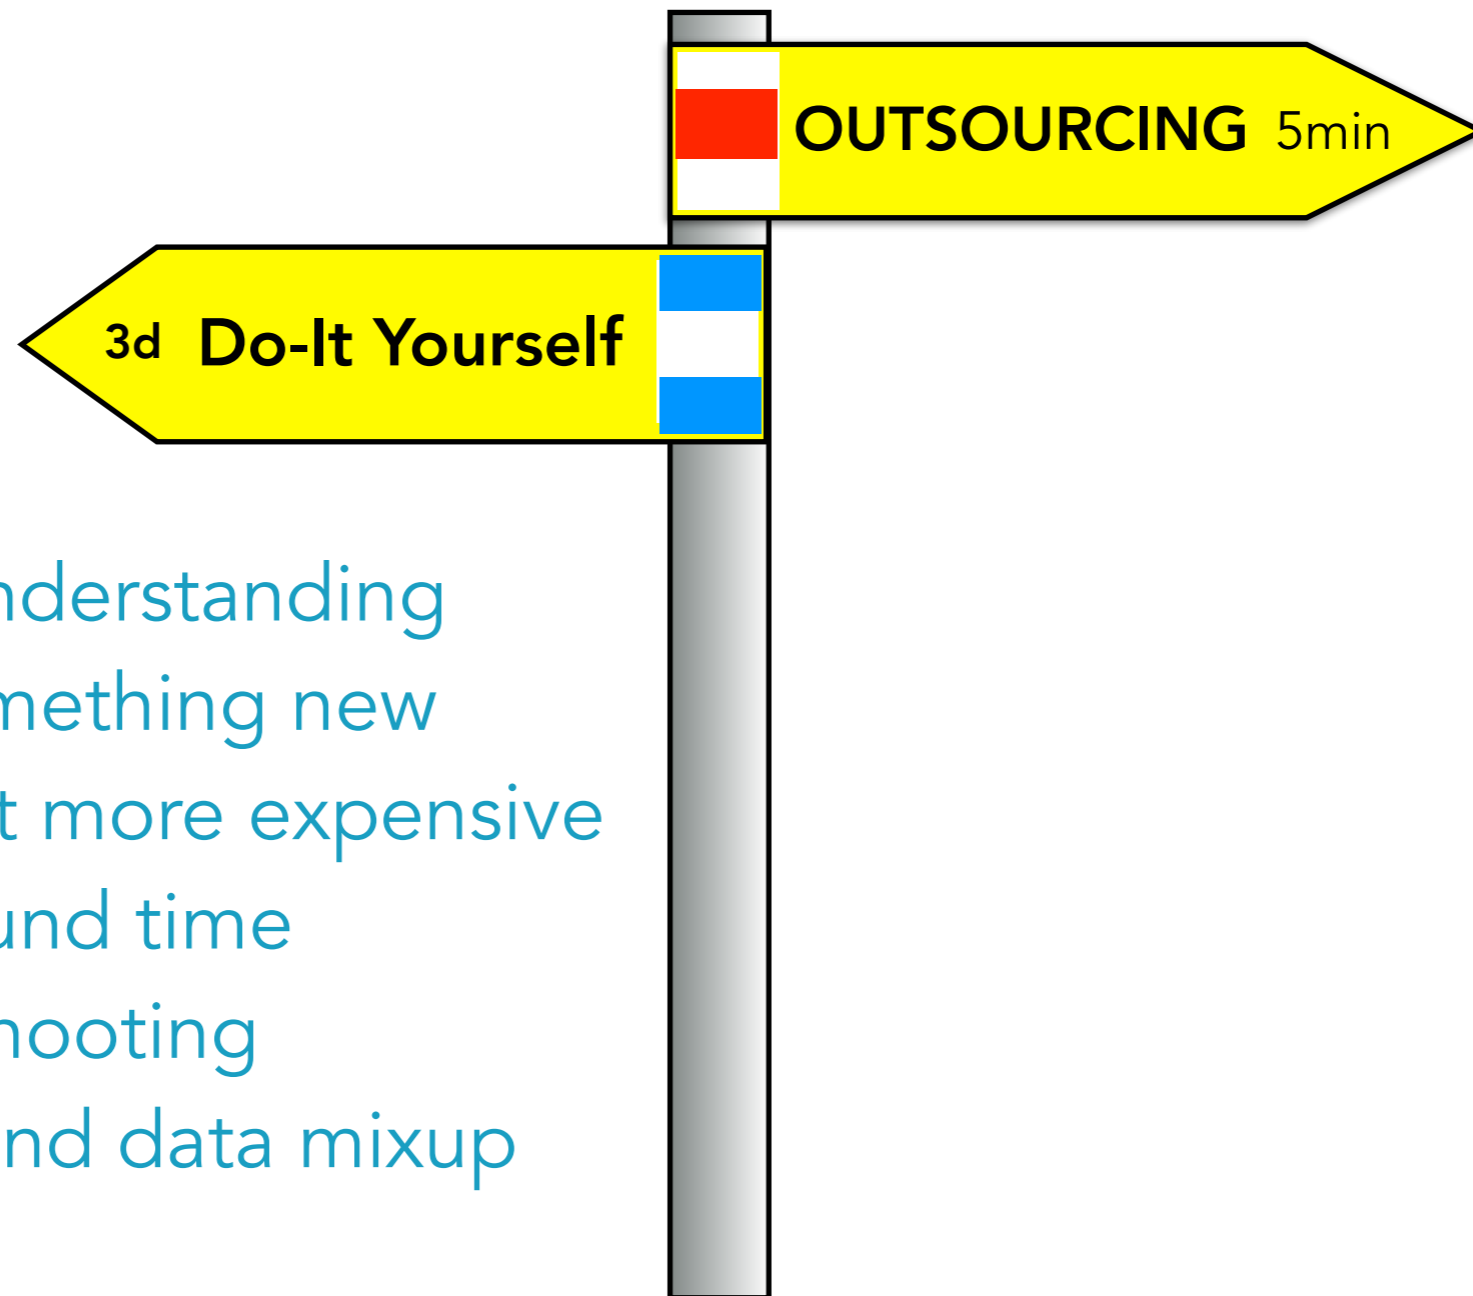 OUTSOURCING 5min
3d Do-It Yourself
nderstanding
mething new
t more expensive
und time
hooting
nd data mixup